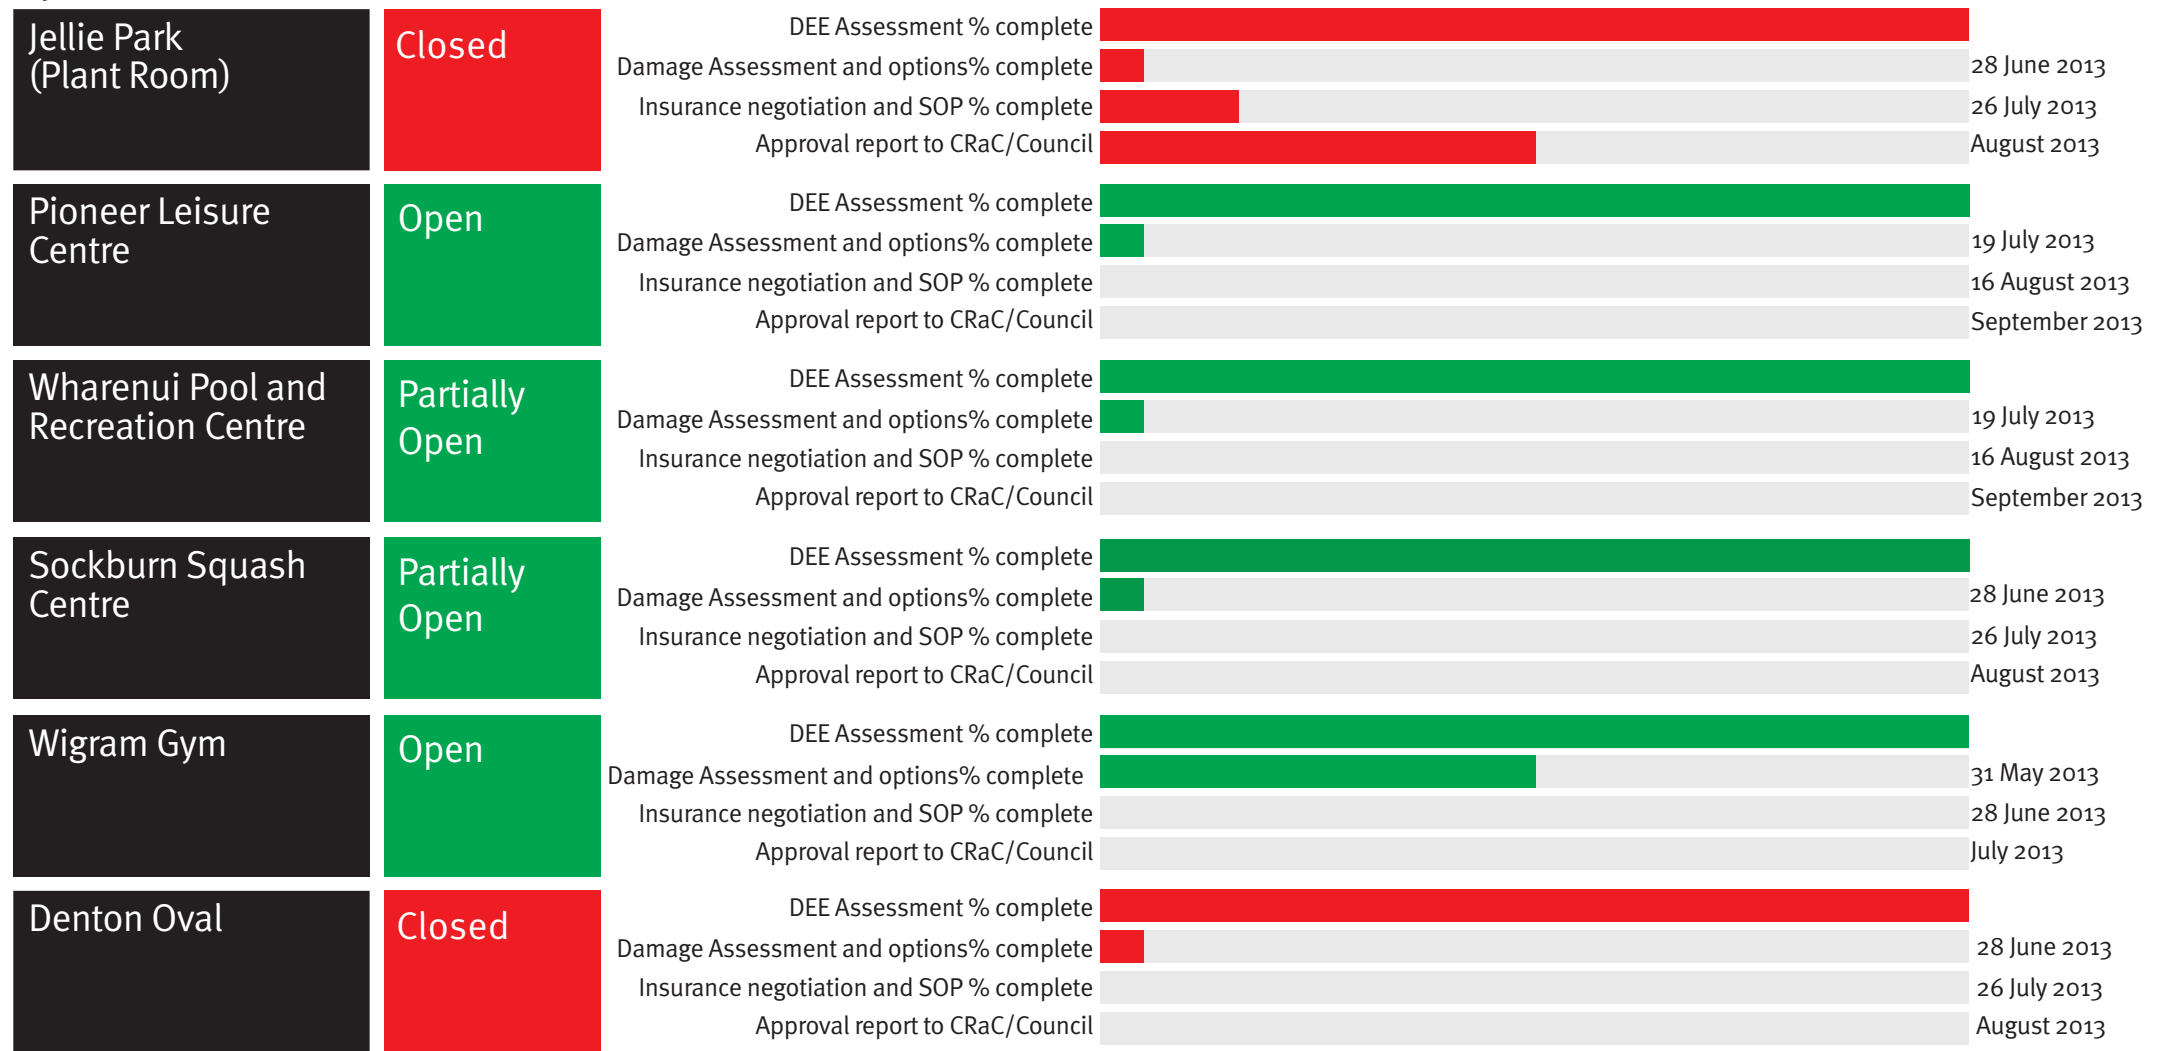 Jellie Park
(Plant Room)
Closed
DEE Assessment % complete
Damage Assessment and options% complete
28 June 2013
Insurance negotiation and SOP % complete
26 July 2013
Approval report to CRaC/Council
August 2013
Pioneer Leisure
Centre
Open
DEE Assessment % complete
Damage Assessment and options% complete
19 July 2013
Insurance negotiation and SOP % complete
16 August 2013
Approval report to CRaC/Council
September 2013
Wharenui Pool and
Recreation Centre
Partially
Open
DEE Assessment % complete
Damage Assessment and options% complete
19 July 2013
Insurance negotiation and SOP % complete
16 August 2013
Approval report to CRaC/Council
September 2013
Sockburn Squash
Centre
Partially
Open
DEE Assessment % complete
Damage Assessment and options% complete
28 June 2013
Insurance negotiation and SOP % complete
26 July 2013
Approval report to CRaC/Council
August 2013
Wigram Gym
Open
DEE Assessment % complete
Damage Assessment and options% complete
31 May 2013
Insurance negotiation and SOP % complete
28 June 2013
Approval report to CRaC/Council
July 2013
Denton Oval
Closed
DEE Assessment % complete
Damage Assessment and options% complete
28 June 2013
Insurance negotiation and SOP % complete
26 July 2013
Approval report to CRaC/Council
August 2013